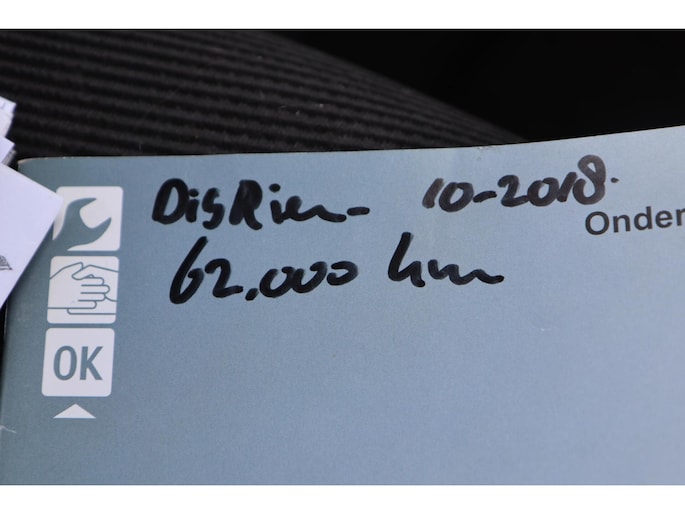 DisRiem - 10-2018.
Onder
62.000 km
OK